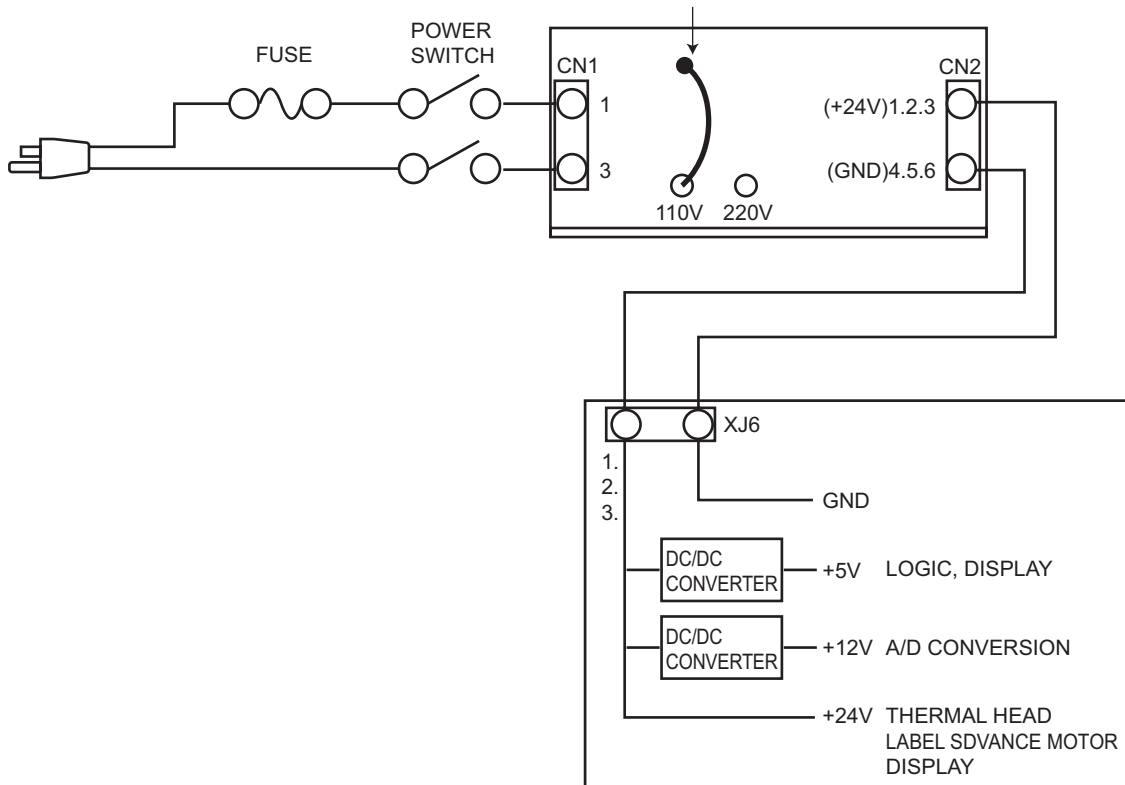 FUSE
POWER
SWITCH
CN1
1
3
110V 220V
CN2
(+24V)1.2.3
(GND)4.5.6
XJ6
1.
2.
3.
GND
DC/DC
CONVERTER
+5V LOGIC, DISPLAY
DC/DC
CONVERTER
+12V A/D CONVERSION
+24V THERMAL HEAD
LABEL SDVANCE MOTOR
DISPLAY